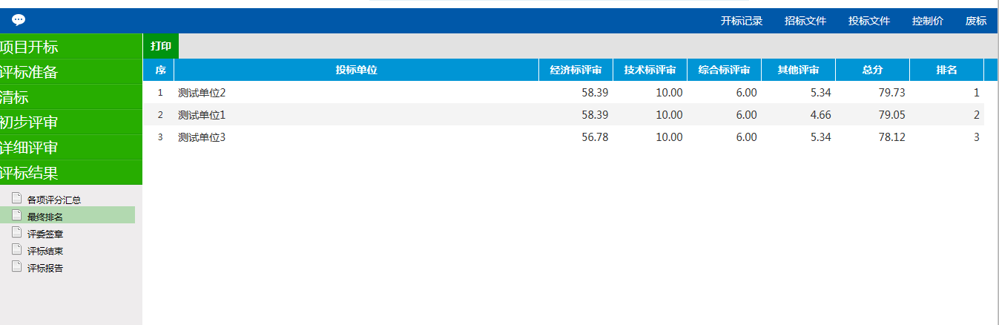 开标记录 招标文件 投标文件 控制价 废标
项目开标
评标准备
清标
初步评审
详细评审
评标结果
各项评分汇总
最终排名
评委签章
评标结束
评标报告
打印
序 投标单位 经济标评审 技术标评审 综合标评审 其他评审 总分 排名
1 测试单位2 58.39 10.00 6.00 5.34 79.73 1
2 测试单位1 58.39 10.00 6.00 4.66 79.05 2
3 测试单位3 56.78 10.00 6.00 5.34 78.12 3